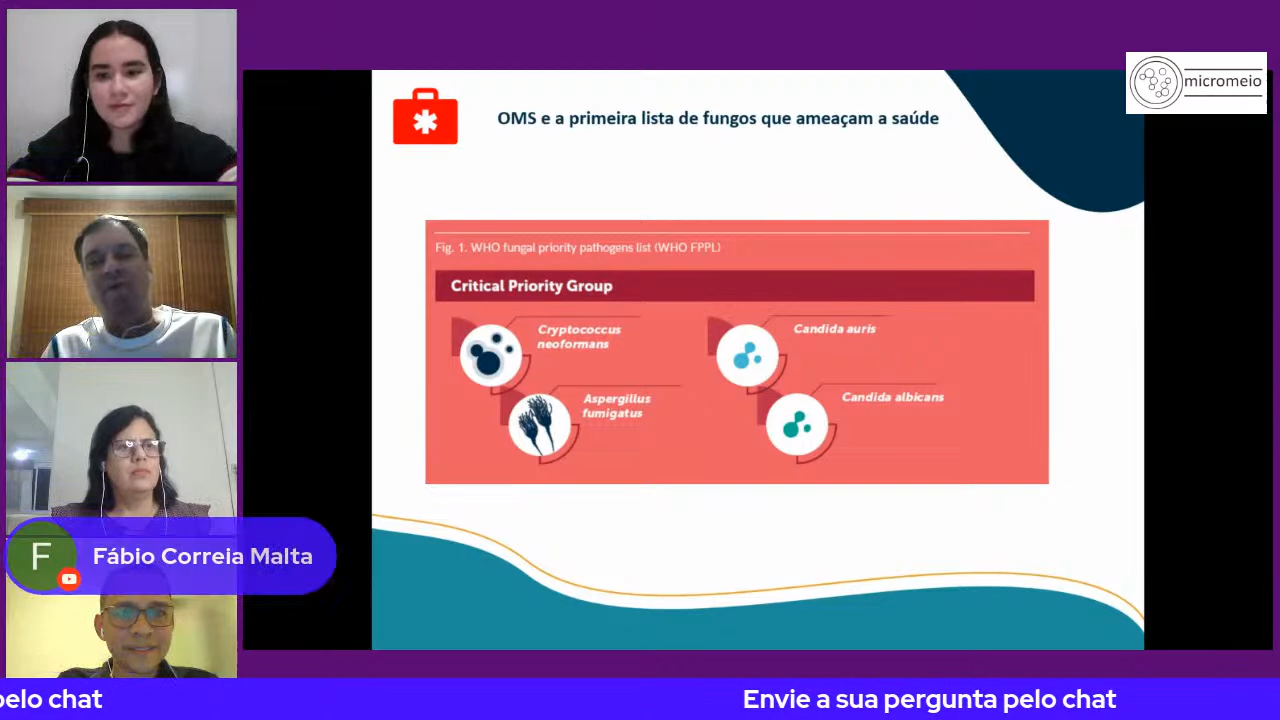 micromeio
OMS e a primeira lista de fungos que ameaçam a saúde
Fig. 1. WHO fungal priority pathogens list (WHO FPPL)
Critical Priority Group
Cryptococcus
neoformans
Candida auris
Aspergillus
fumigatus
Candida albicans
F
Fábio Correia Malta
pelo chat
Envie a sua pergunta pelo chat